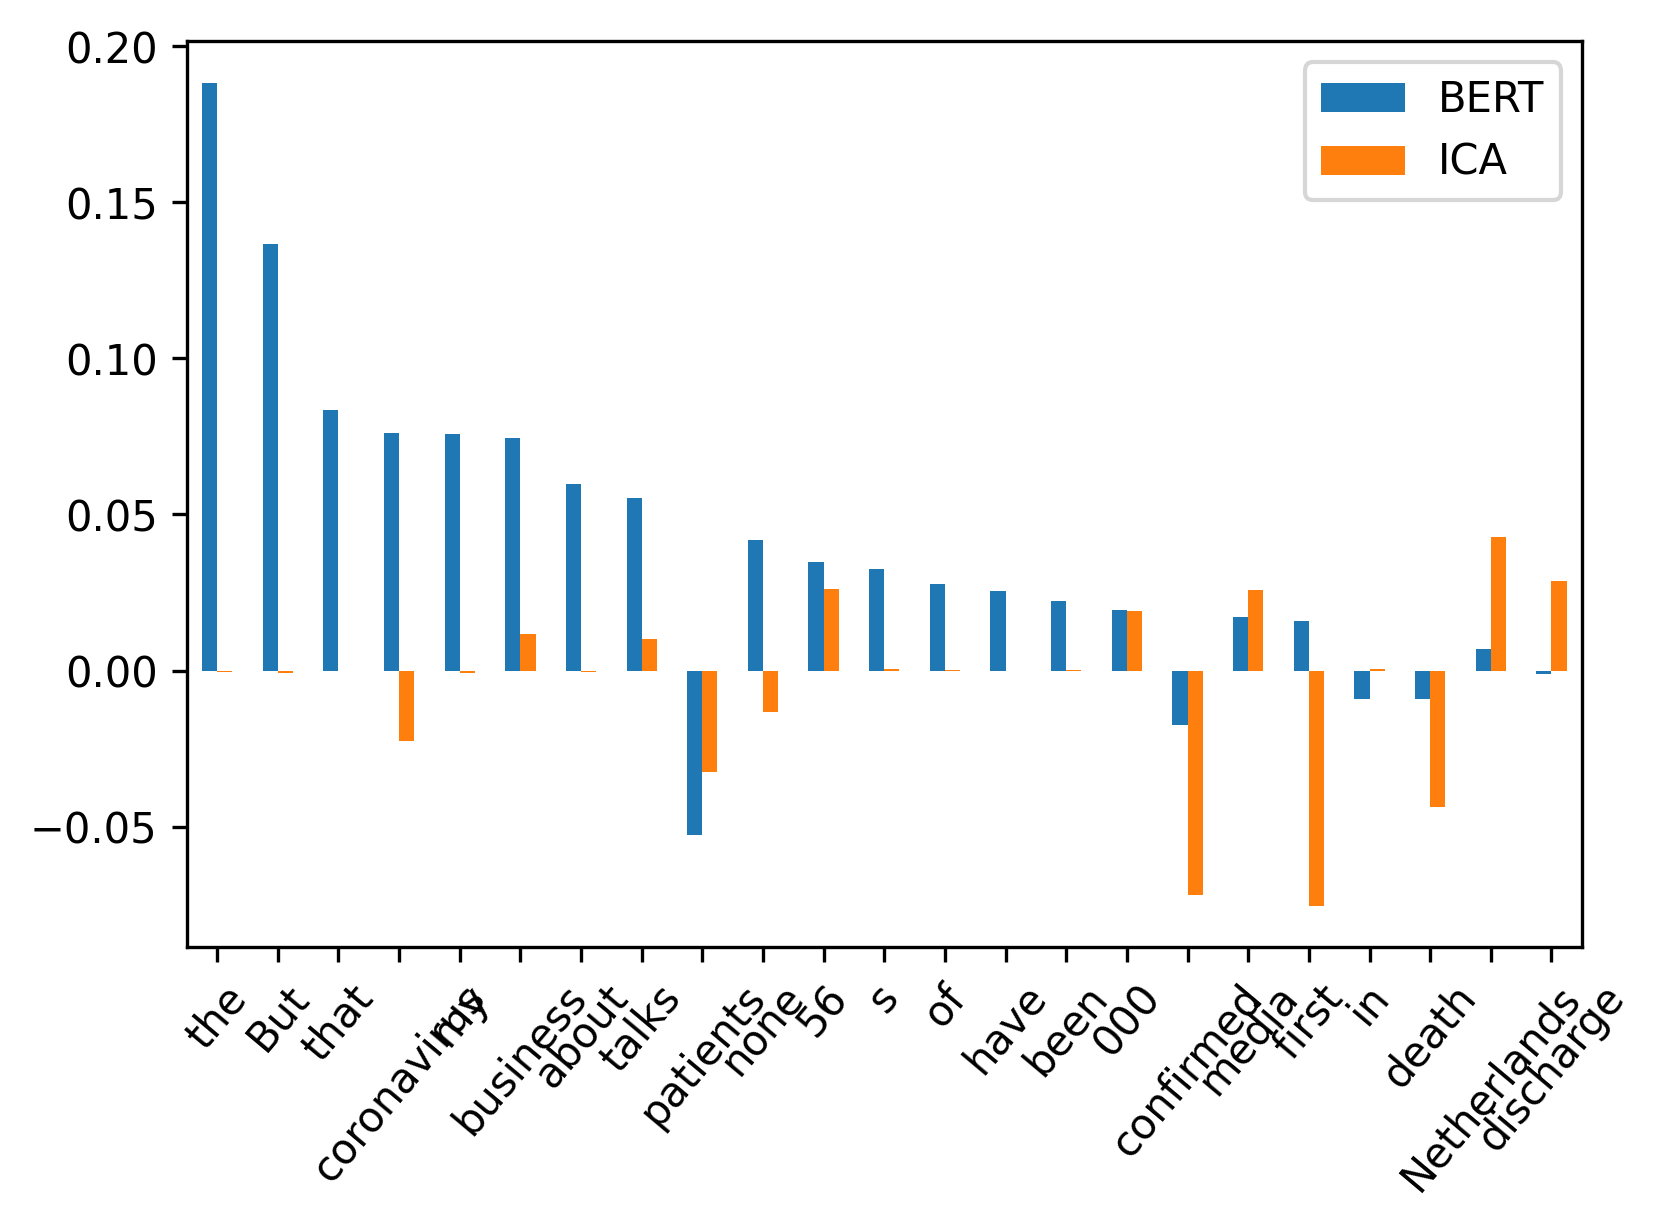 0.20
0.15
0.10
0.05
0.00
−0.05
BERT
ICA
the
But
that
coronavirus
my
business
about
talks
patients
none
56
s
of
have
been
000
confirmed
media
first
in
death
Netherlands
discharge